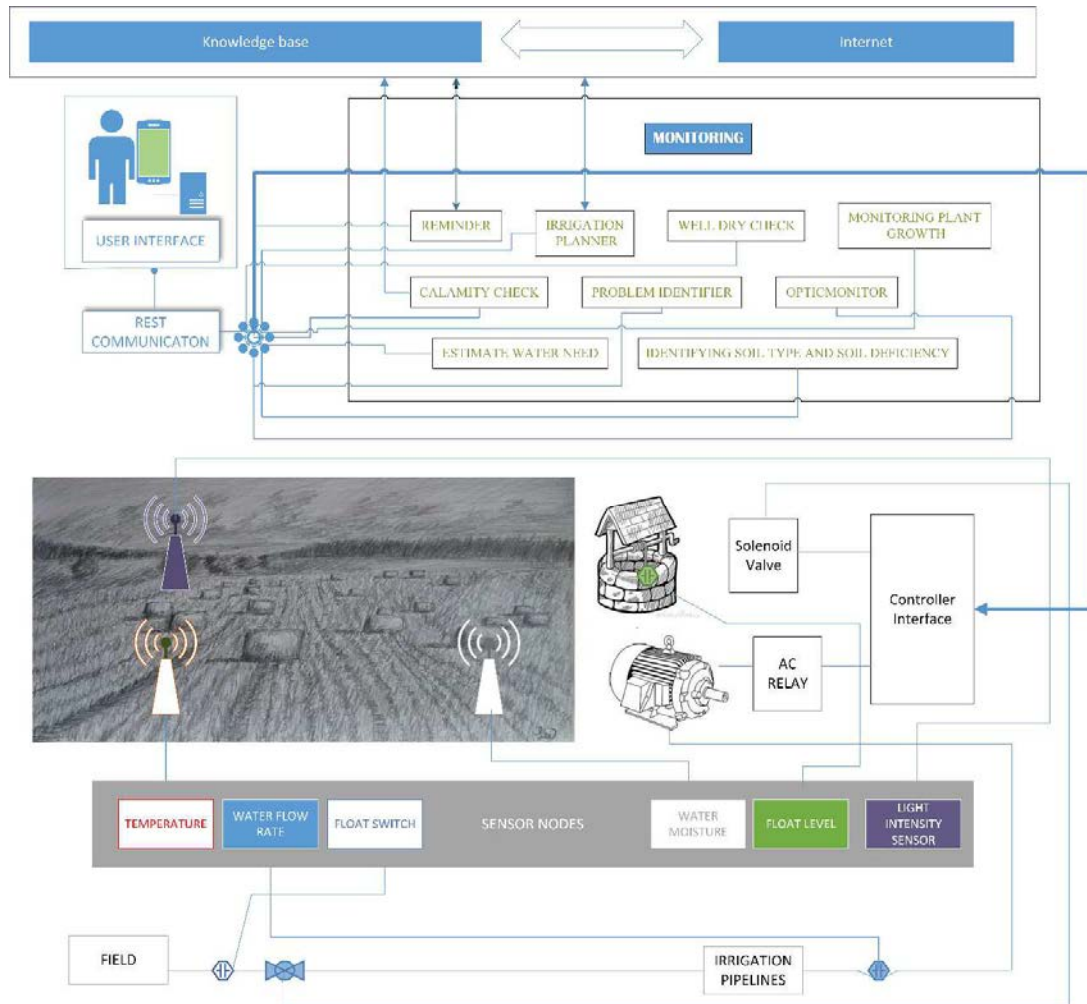 Knowledge base
Internet
MONITORING
USER INTERFACE
REMINDER
IRRIGATION
PLANNER
WELL DRY CHECK
MONITORING PLANT
GROWTH
CALAMITY CHECK
PROBLEM IDENTIFIER
OPTICMONITOR
REST
COMMUNICATON
ESTIMATE WATER NEED
IDENTIFYING SOIL TYPE AND SOIL DEFICIENCY
Solenoid
Valve
Controller
Interface
AC
RELAY
TEMPERATURE
WATER FLOW
RATE
FLOAT SWITCH
SENSOR NODES
WATER
MOISTURE
FLOAT LEVEL
LIGHT
INTENSITY
SENSOR
FIELD
IRRIGATION
PIPELINES